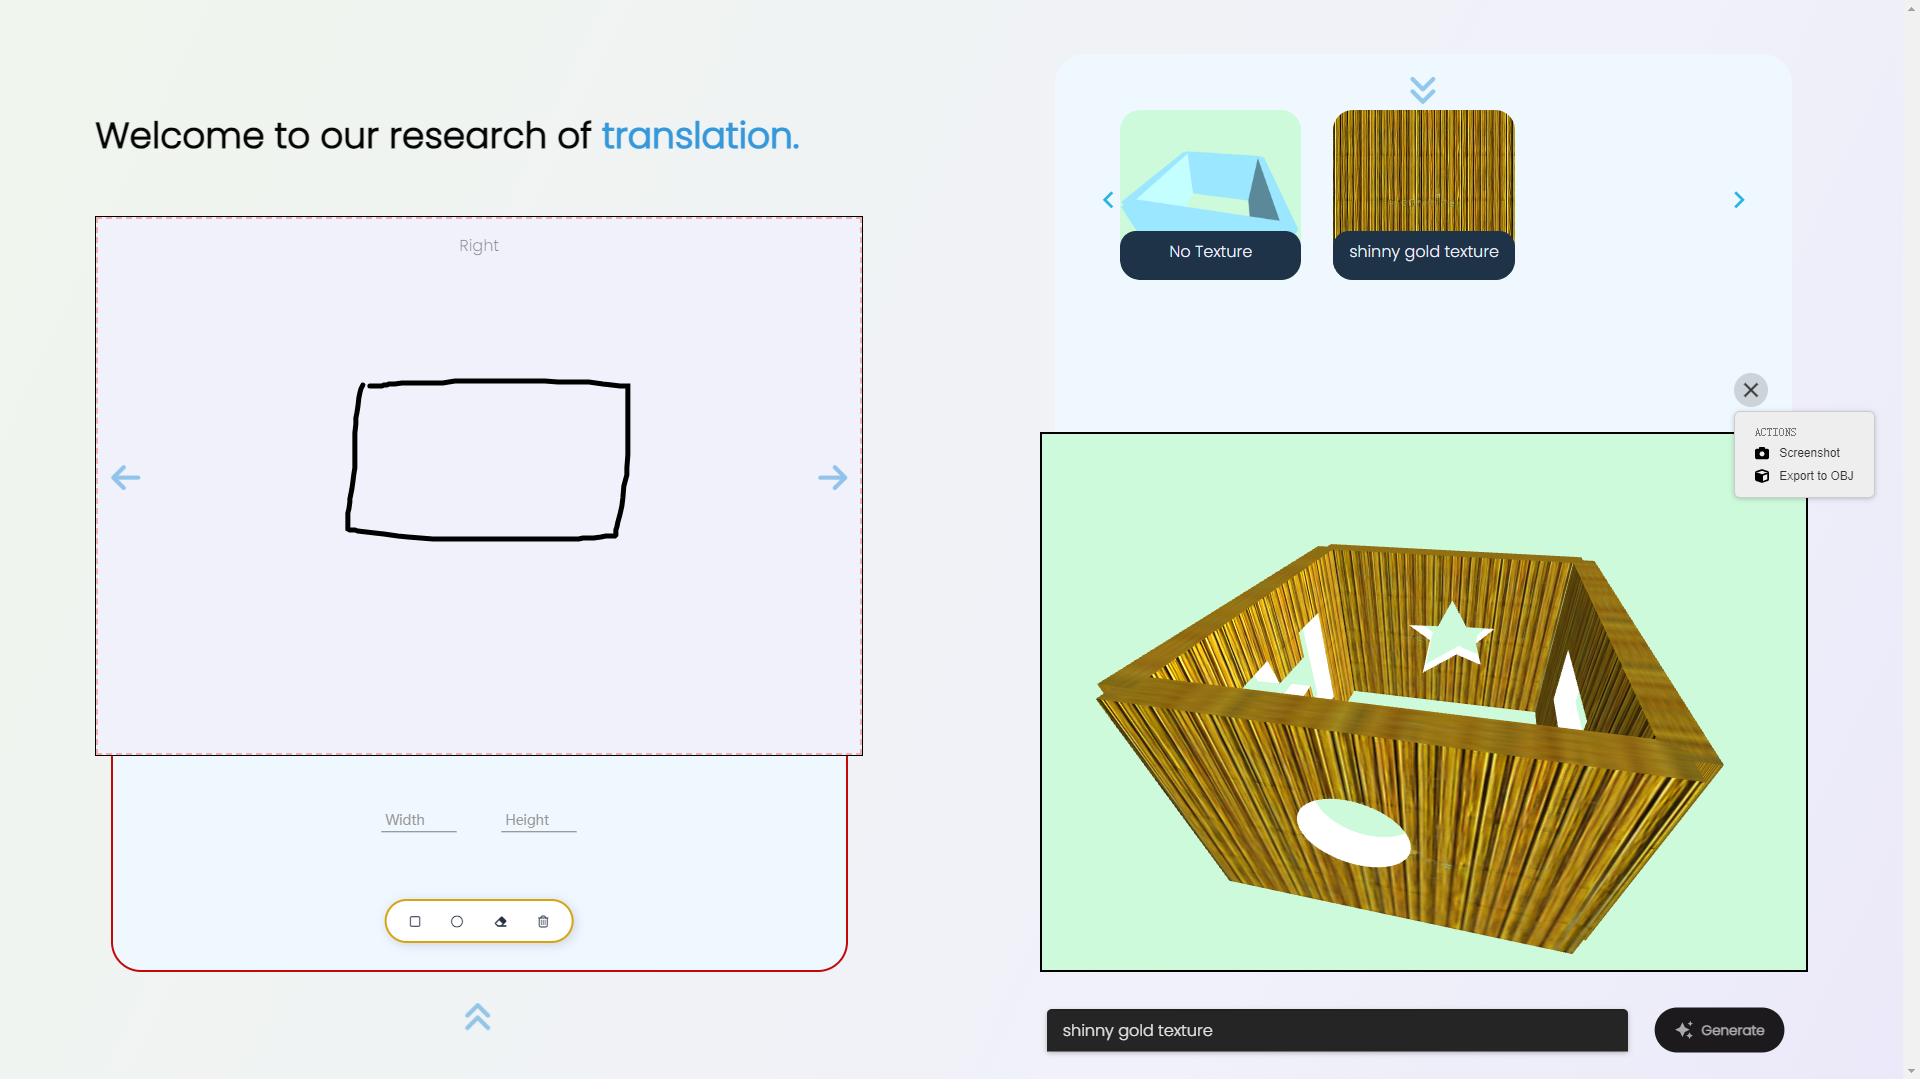 Welcome to our research of translation.
Right
Width
Height
No Texture
shinny gold texture
ACTIONS
Screenshot
Export to OBJ
shinny gold texture
Generate